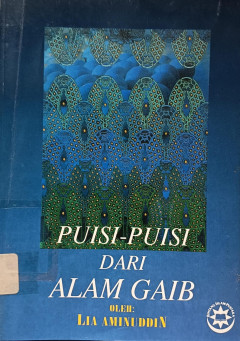 PUISI-PUISI
DARI
ALAM GAIB
OLEH:
LIA AMINUDDIN